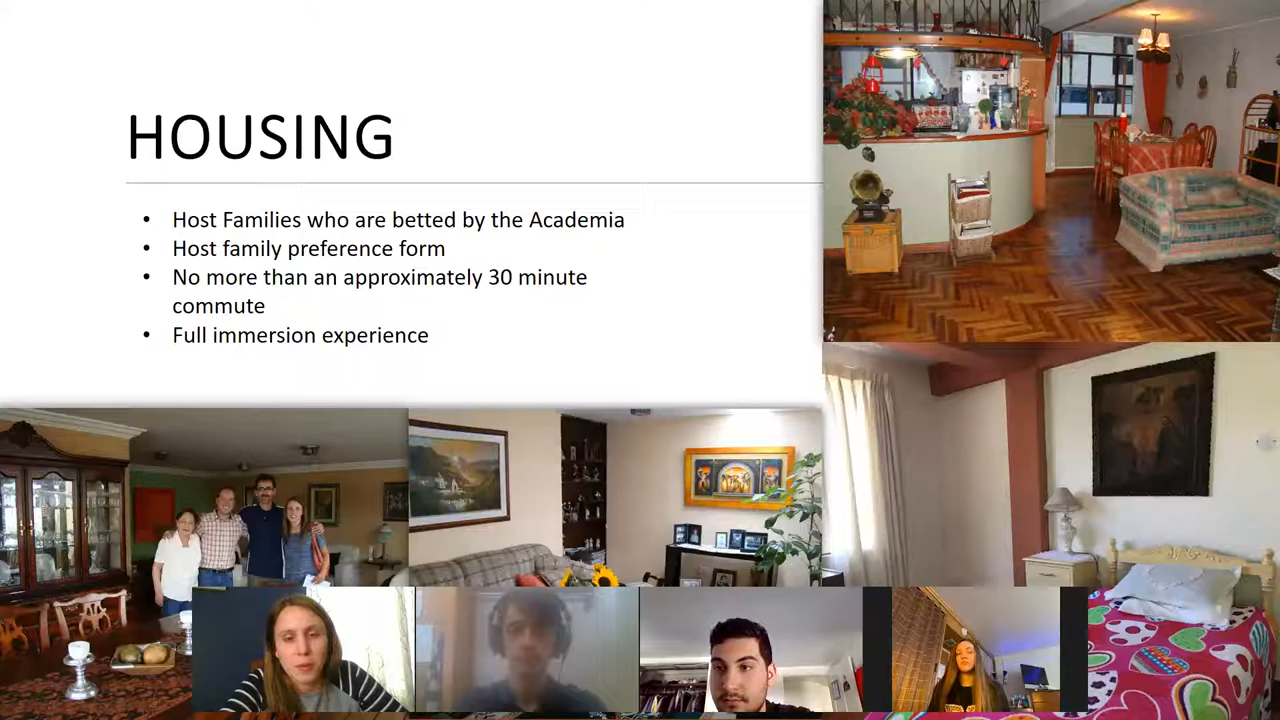 HOUSING
• Host Families who are betted by the Academia
• Host family preference form
• No more than an approximately 30 minute
commute
• Full immersion experience